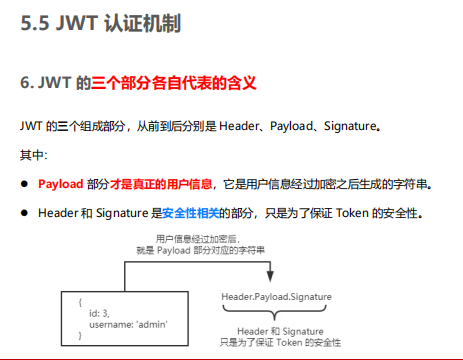 5.5 JWT 认证机制
6. JWT 的三个部分各自代表的含义
JWT 的三个组成部分，从前到后分别是 Header、Payload、Signature。
其中：
● Payload 部分才是真正的用户信息，它是用户信息经过加密之后生成的字符串。
● Header 和 Signature 是安全性相关的部分，只是为了保证 Token 的安全性。
用户信息经过加密后，
就是 Payload 部分对应的字符串
{
id: 3,
username: 'admin'
}
Header.Payload.Signature
Header 和 Signature
只是为了保证 Token 的安全性